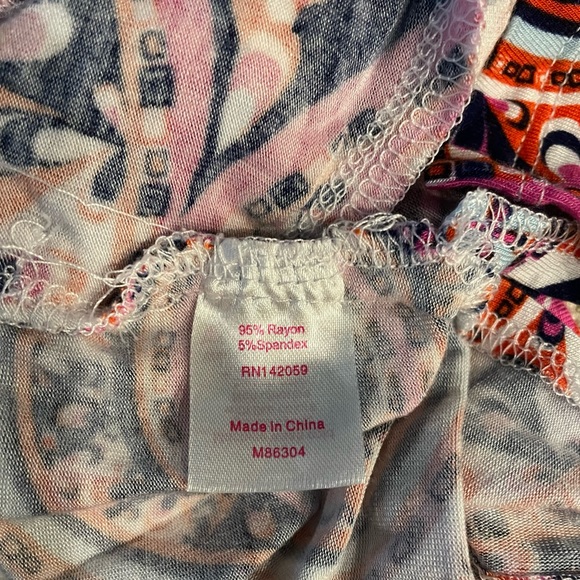 95% Rayon
5%Spandex
RN142059
Made in China
M86304